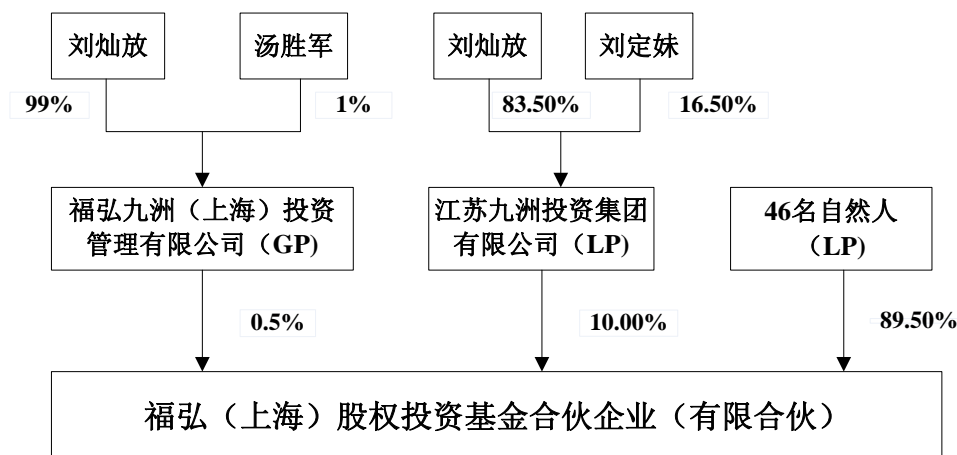 刘灿放
汤胜军
刘灿放
刘定妹
99%
1%
83.50%
16.50%
福弘九洲（上海）投资
管理有限公司（GP)
江苏九洲投资集团
有限公司（LP)
46名自然人
（LP)
0.5%
10.00%
89.50%
福弘（上海）股权投资基金合伙企业（有限合伙）